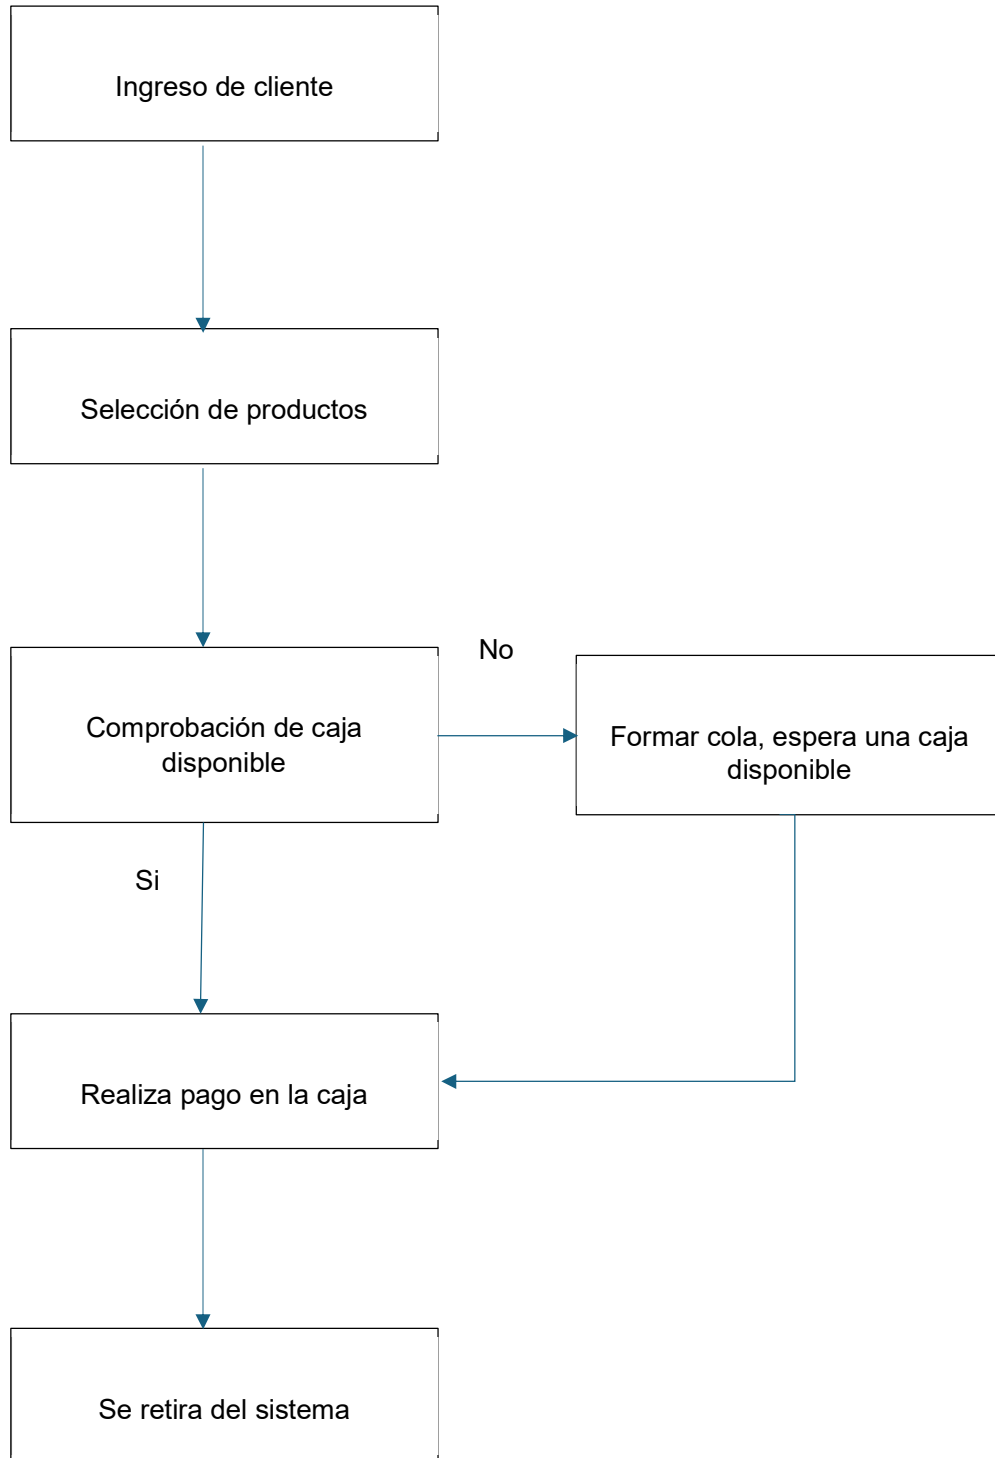 Ingreso de cliente
Selección de productos
No
Comprobación de caja
disponible
Formar cola, espera una caja
disponible
Si
Realiza pago en la caja
Se retira del sistema